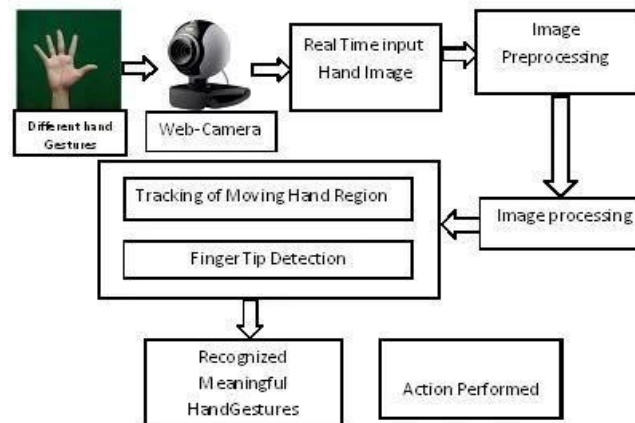 Different hand
Gestures
Web-Camera
Real Time input
Hand Image
Image
Preprocessing
Image processing
Tracking of Moving Hand Region
Finger Tip Detection
Recognized
Meaningful
HandGestures
Action Performed